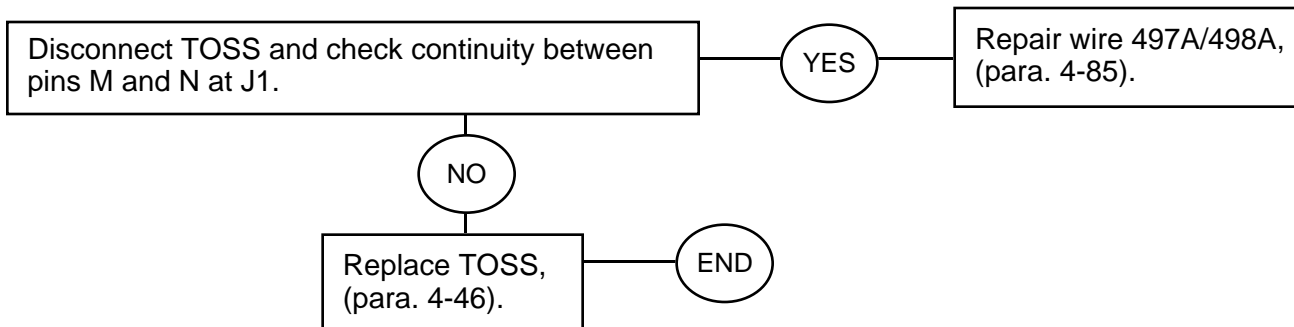 Disconnect TOSS and check continuity between
pins M and N at J1.
YES
Repair wire 497A/498A,
(para. 4-85).
NO
Replace TOSS,
(para. 4-46).
END